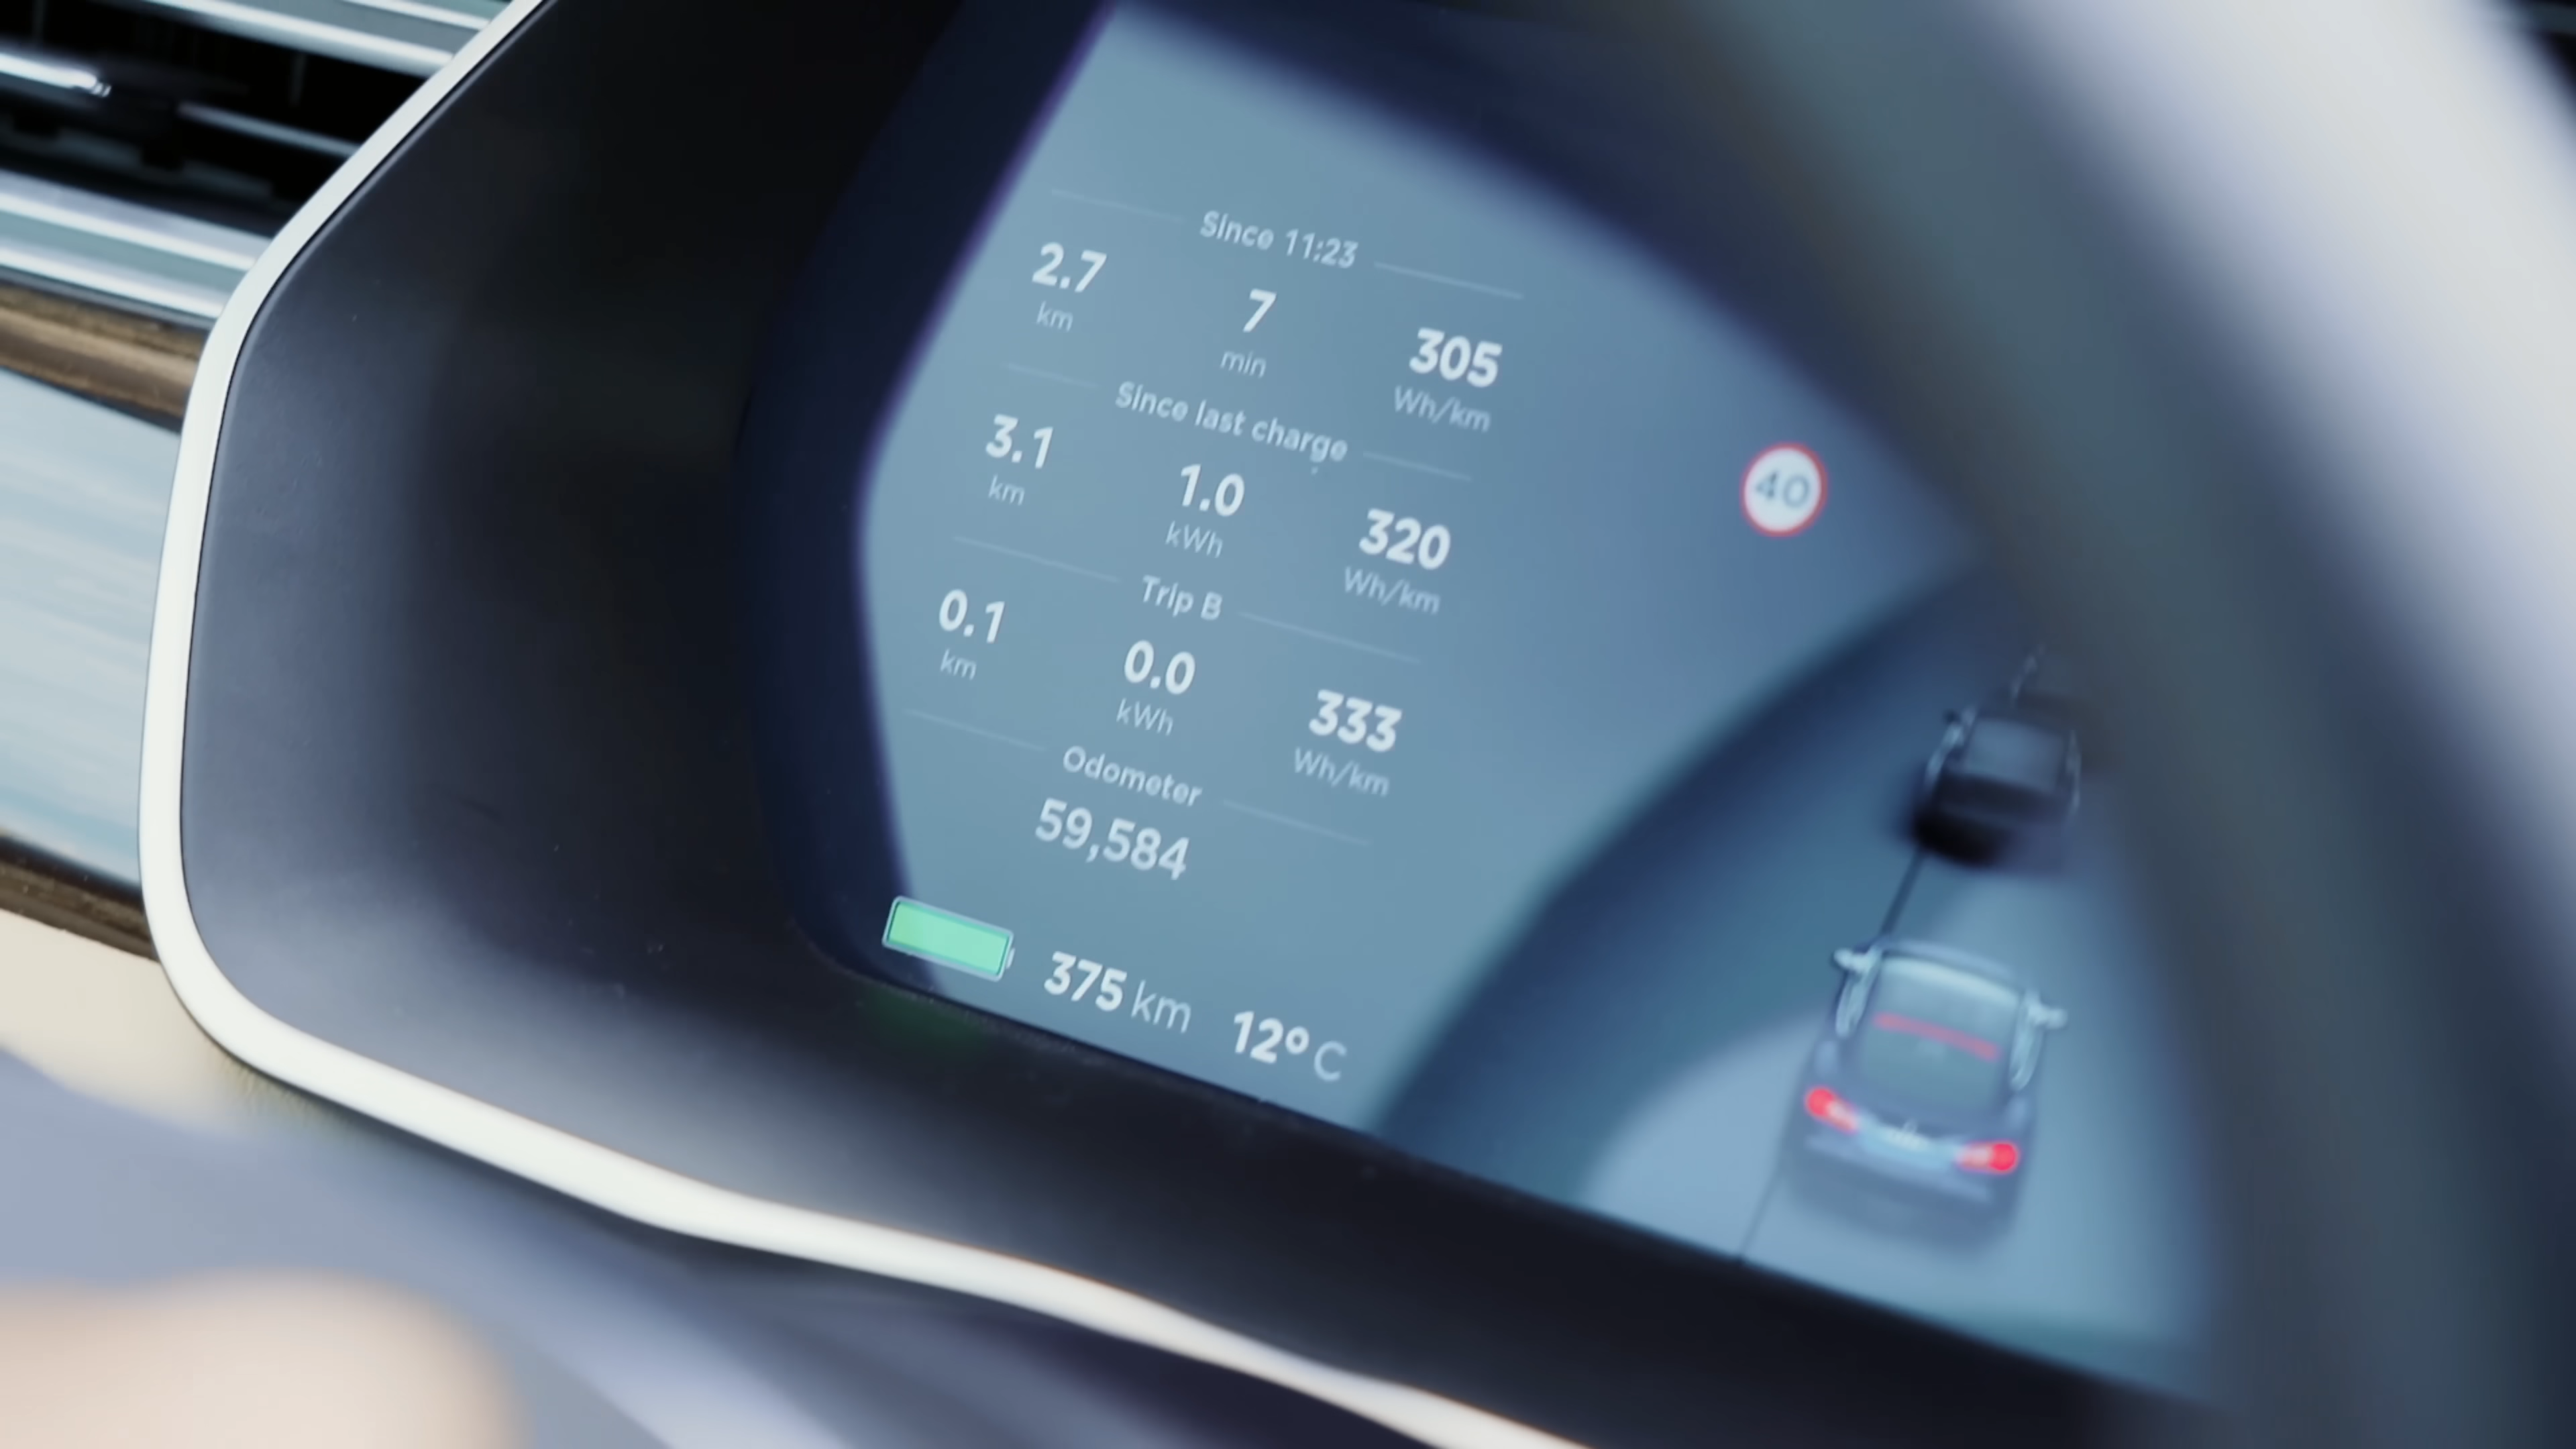 Since 11:23
2.7 7 305
km min Wh/km
Since last charge
3.1 1.0 320
km kWh Wh/km
Trip B
0.1 0.0 333
km kWh Wh/km
Odometer
59,584
375 km 12° C
40